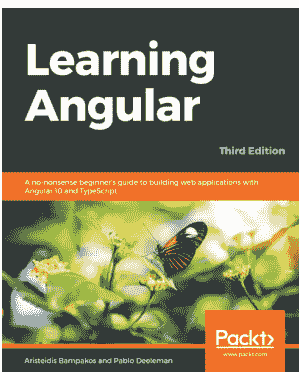 Learning
Angular
Third Edition
A no-nonsense beginner's guide to building web applications with
Angular 10 and TypeScript
Aristeidis Bampakos and Pablo Deeleman
Packt>
www.packt.com